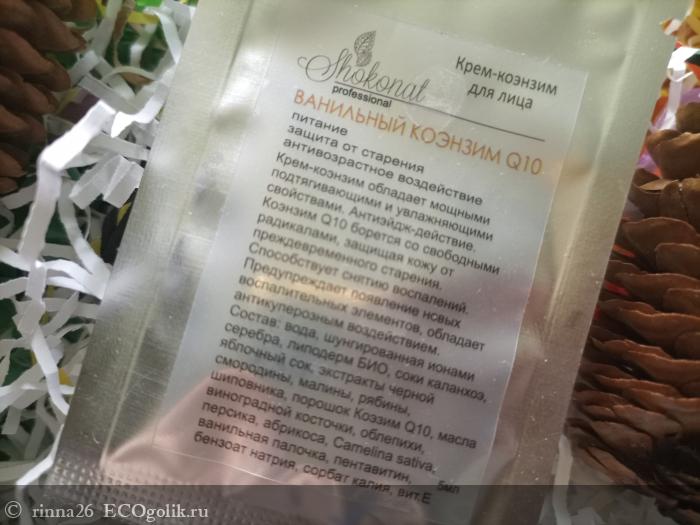 Shokonat
professional
Крем-коэнзим
для лица
ВАНИЛЬНЫЙ КОЭНЗИМ Q10
питание
защита от старения
антивозрастное воздействие
Крем-коэнзим обладает мощными
подтягивающими и увлажняющими
свойствами. Антиэйдж-действие.
Коэнзим Q10 борется со свободными
радикалами, защищая кожу от
преждевременного старения.
Способствует снятию воспалений.
Предупреждает появление новых
воспалительных элементов, обладает
антикуперозным воздействием.
Состав: вода, шунгированная ионами
серебра, липодерм БИО, соки каланхоэ,
яблочный сок, экстракты черной
смородины, малины, рябины,
шиповника, порошок Коэзим Q10, масла
виноградной косточки, облепихи,
персика, абрикоса, Camelina sativa,
ванильная палочка, пентавитин, 5мл
бензоат натрия, сорбат калия, вит.Е
© rinna26 ECOgolik.ru